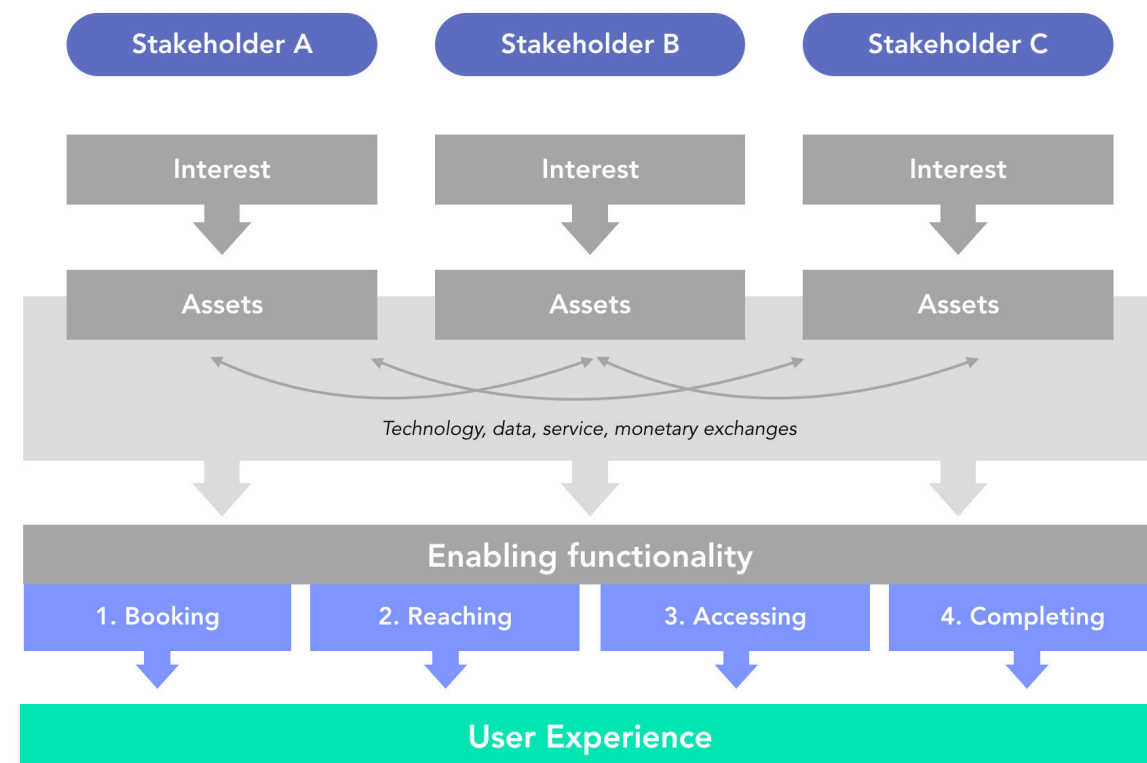 Stakeholder A
Stakeholder B
Stakeholder C
Interest
Interest
Interest
Assets
Assets
Assets
Technology, data, service, monetary exchanges
Enabling functionality
1. Booking
2. Reaching
3. Accessing
4. Completing
User Experience